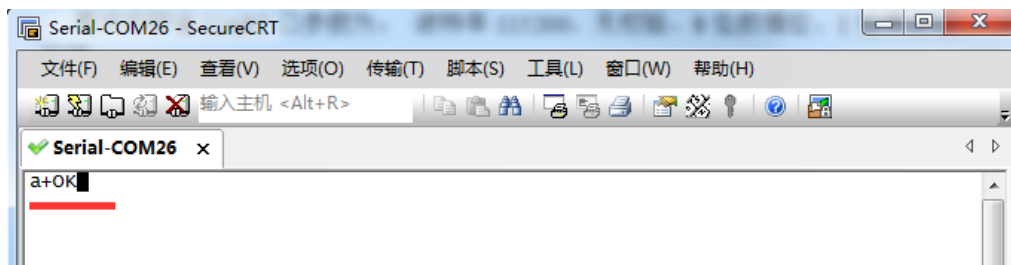 Serial-COM26 - SecureCRT
文件(F) 编辑(E) 查看(V) 选项(O) 传输(T) 脚本(S) 工具(L) 窗口(W) 帮助(H)
输入主机 <Alt+R>
Serial-COM26
a+OK